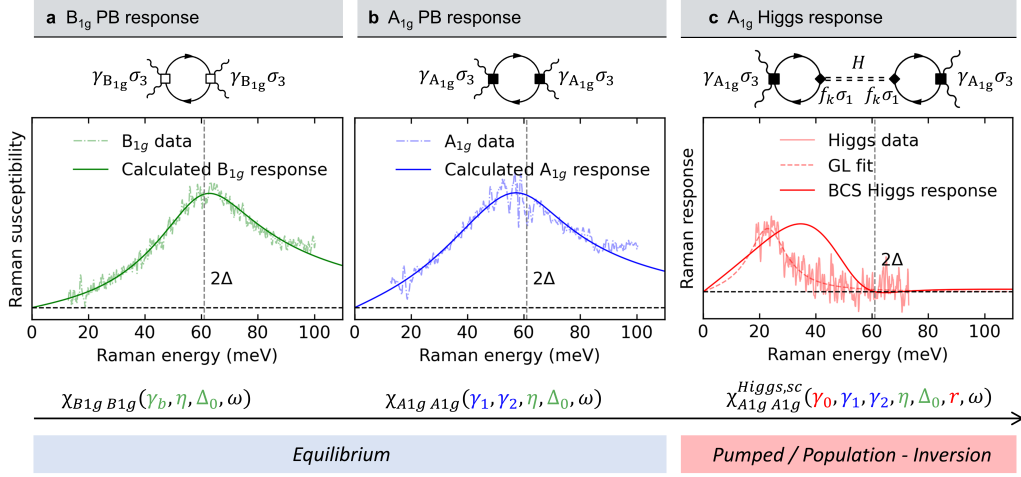 a B₁g PB response
b A₁g PB response
c A₁g Higgs response
γB₁gσ₃
γB₁gσ₃
γA₁gσ₃
γA₁gσ₃
γA₁gσ₃
H
fₖσ₁
fₖσ₁
γA₁gσ₃
Raman susceptibility
B₁g data
Calculated B₁g response
2Δ
0 20 40 60 80 100
Raman energy (meV)
A₁g data
Calculated A₁g response
2Δ
0 20 40 60 80 100
Raman energy (meV)
Raman response
Higgs data
GL fit
BCS Higgs response
2Δ
0 20 40 60 80 100
Raman energy (meV)
χB1g B1g(γb, η, Δ₀, ω)
χA1g A1g(γ₁, γ₂, η, Δ₀, ω)
χA1g A1g^Higgs,sc(γ₀, γ₁, γ₂, η, Δ₀, r, ω)
Equilibrium
Pumped / Population - Inversion